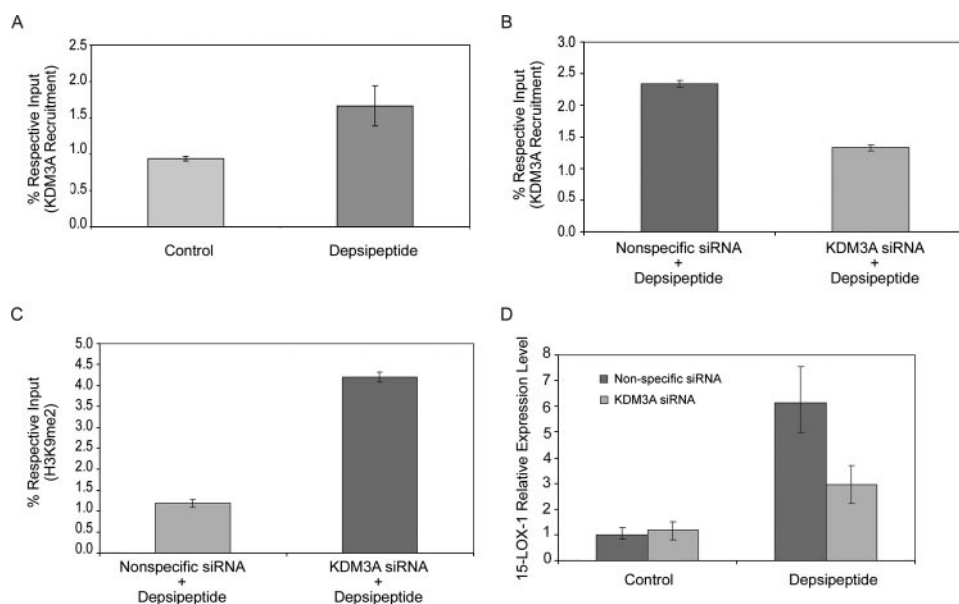 A
2.5
2.0
1.5
1.0
0.5
0.0
% Respective Input
(KDM3A Recruitment)
Control
Depsipeptide
B
3.0
2.5
2.0
1.5
1.0
0.5
0.0
% Respective Input
(KDM3A Recruitment)
Nonspecific siRNA
+
Depsipeptide
KDM3A siRNA
+
Depsipeptide
C
5.0
4.5
4.0
3.5
3.0
2.5
2.0
1.5
1.0
0.5
0.0
% Respective Input
(H3K9me2)
Nonspecific siRNA
+
Depsipeptide
KDM3A siRNA
+
Depsipeptide
D
8
7
6
5
4
3
2
1
0
15-LOX-1 Relative Expression Level
Non-specific siRNA
KDM3A siRNA
Control
Depsipeptide